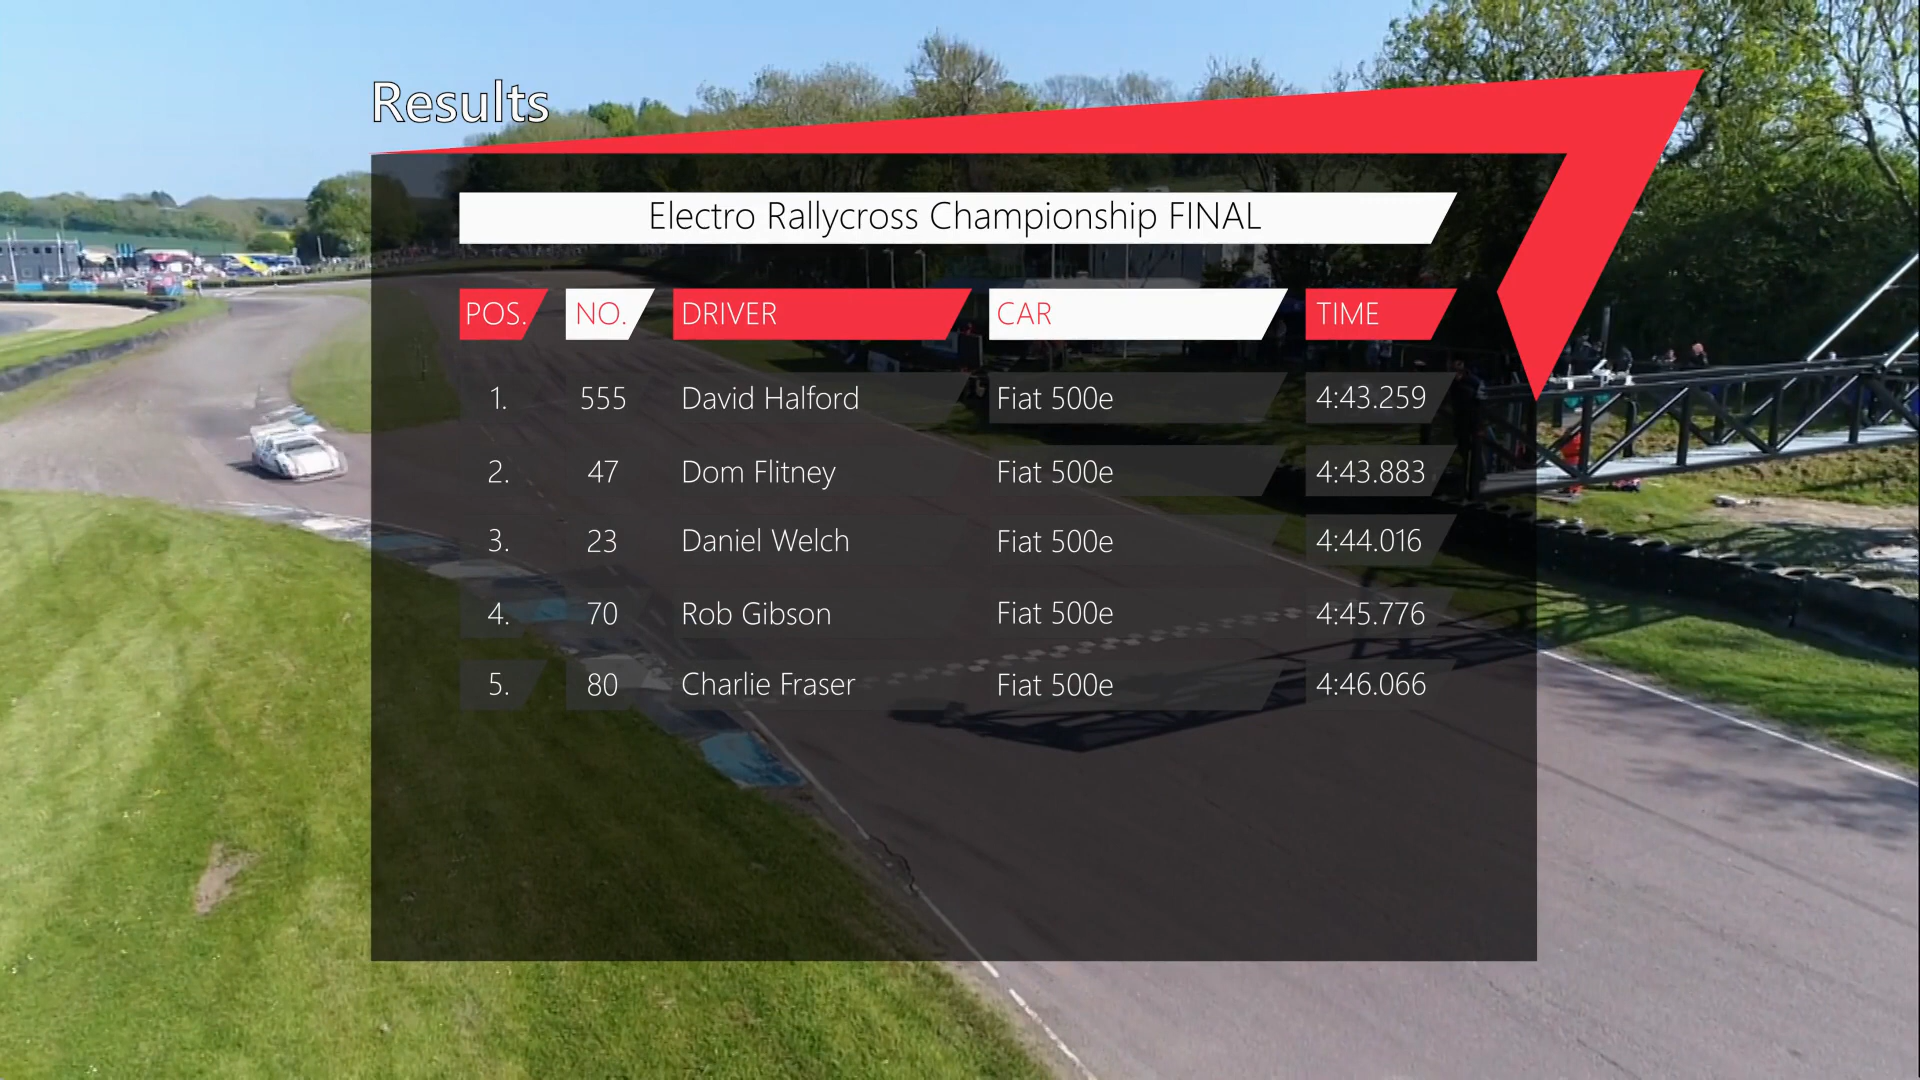 Results
Electro Rallycross Championship FINAL
POS. NO. DRIVER CAR TIME
1. 555 David Halford Fiat 500e 4:43.259
2. 47 Dom Flitney Fiat 500e 4:43.883
3. 23 Daniel Welch Fiat 500e 4:44.016
4. 70 Rob Gibson Fiat 500e 4:45.776
5. 80 Charlie Fraser Fiat 500e 4:46.066